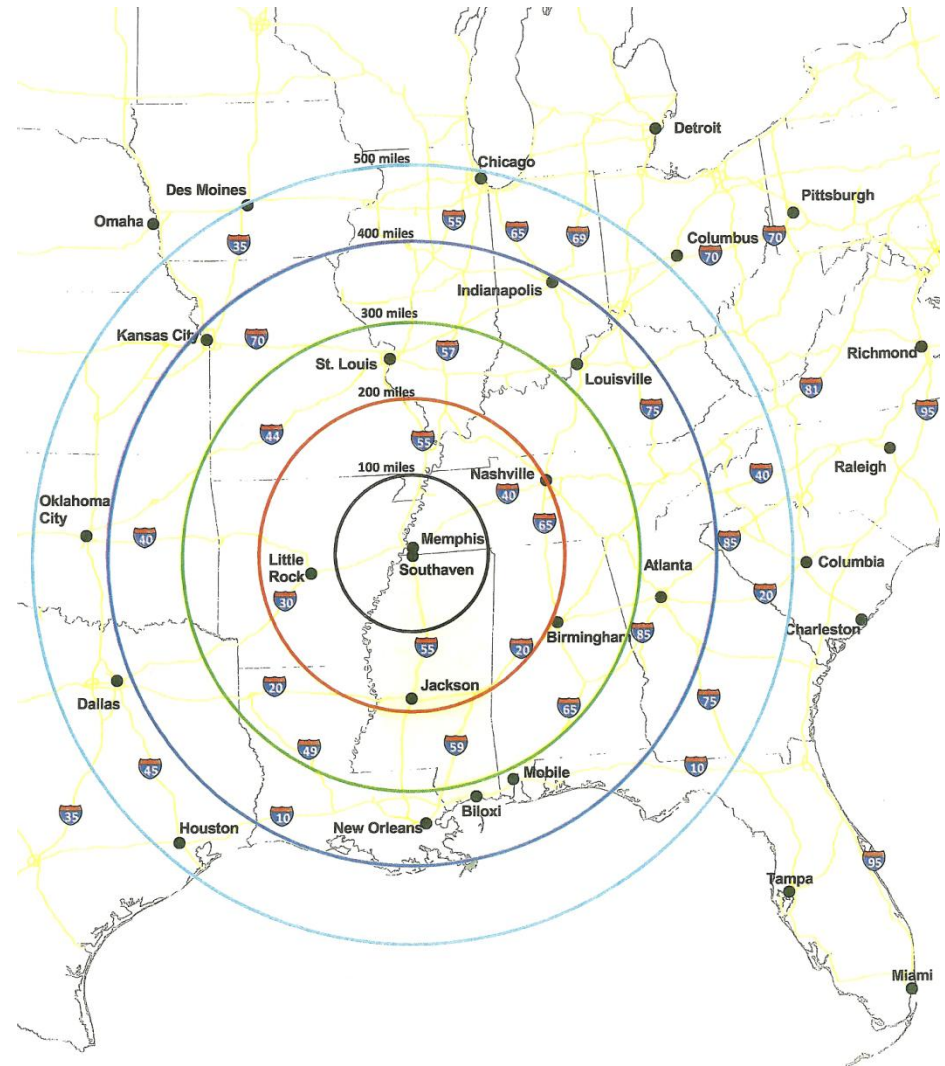 Detroit
500 miles
Chicago
Des Moines
Pittsburgh
Omaha
55
65
69
35
400 miles
Columbus
70
70
Indianapolis
300 miles
Kansas City
70
St. Louis
57
Louisville
Richmond
200 miles
75
81
95
44
55
100 miles
Nashville
40
Raleigh
40
Oklahoma
City
40
65
85
Memphis
Southaven
Little
Rock
Atlanta
Columbia
30
20
Birmingham
85
Charleston
55
20
Jackson
20
65
75
Dallas
49
59
45
10
Mobile
Biloxi
35
10
New Orleans
Houston
95
Tampa
Miami